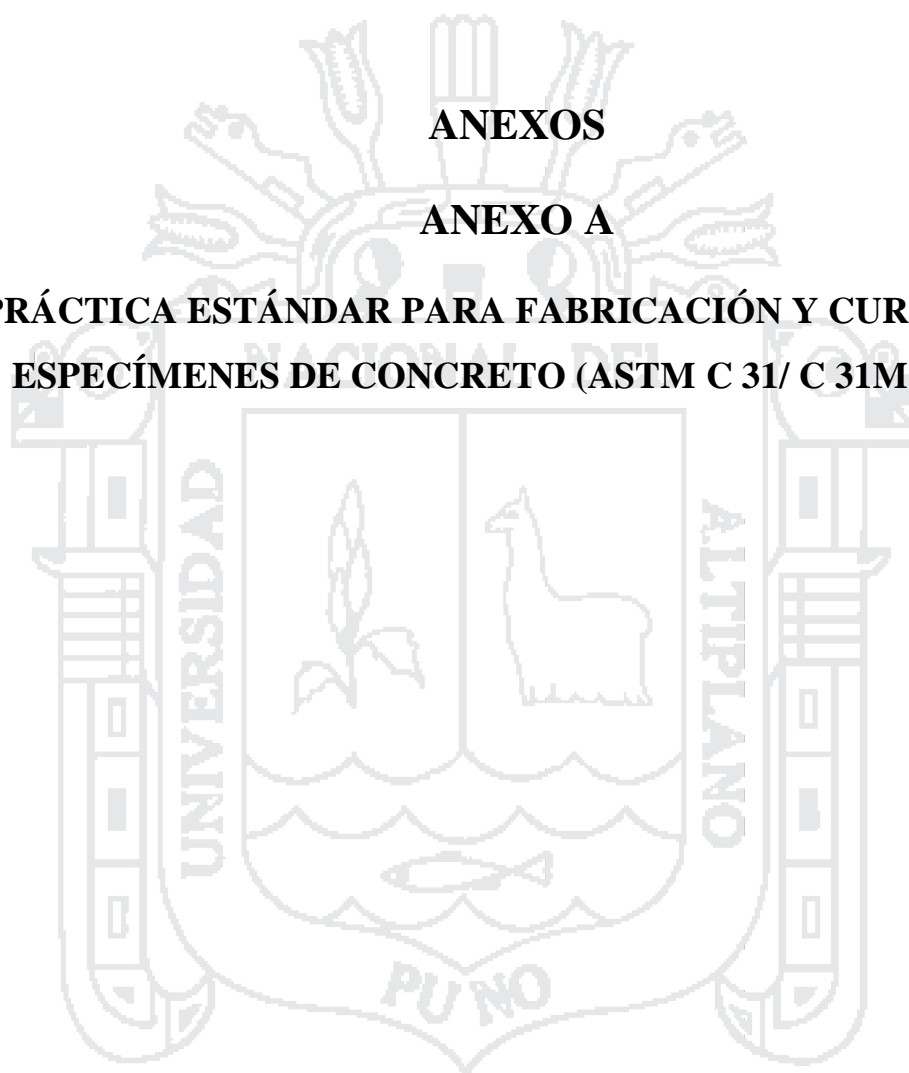 ANEXOS
ANEXO A
PRÁCTICA ESTÁNDAR PARA FABRICACIÓN Y CUR
ESPECÍMENES DE CONCRETO (ASTM C 31/ C 31M
NACIONAL DEL
UNIVERSIDAD
ALTIPLANO
PUNO